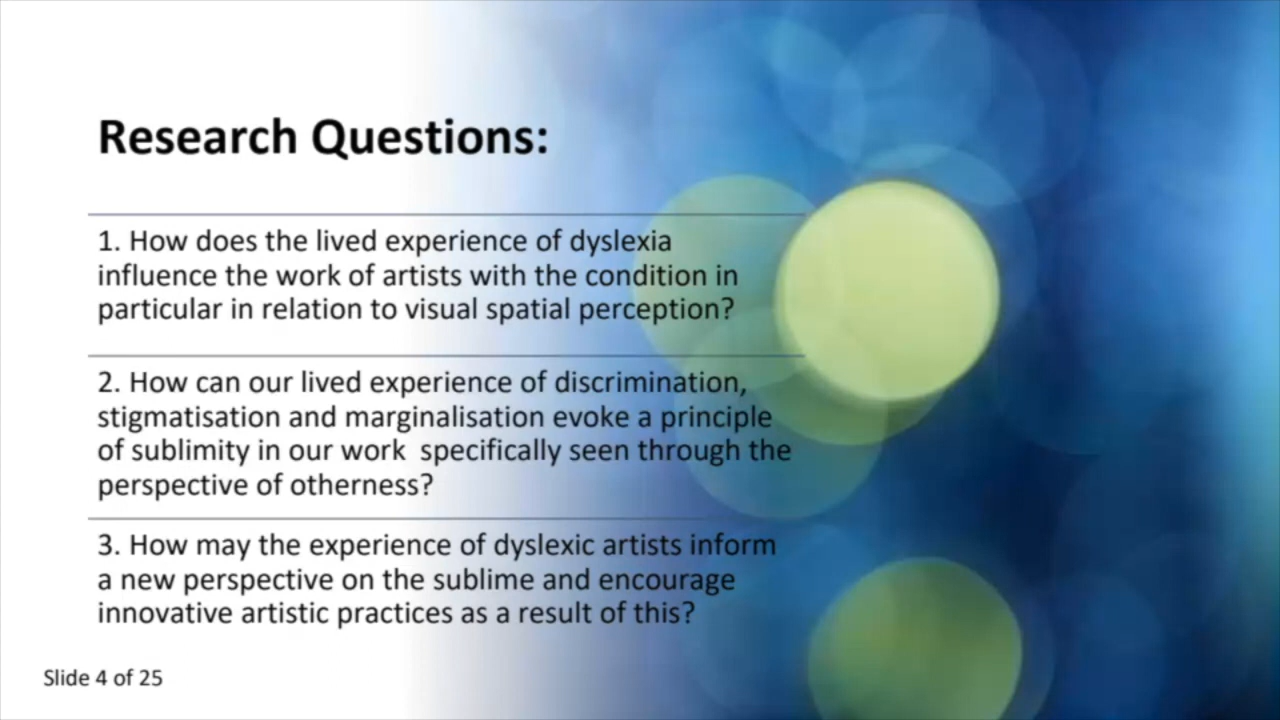 Research Questions:
1. How does the lived experience of dyslexia
influence the work of artists with the condition in
particular in relation to visual spatial perception?
2. How can our lived experience of discrimination,
stigmatisation and marginalisation evoke a principle
of sublimity in our work  specifically seen through the
perspective of otherness?
3. How may the experience of dyslexic artists inform
a new perspective on the sublime and encourage
innovative artistic practices as a result of this?
Slide 4 of 25